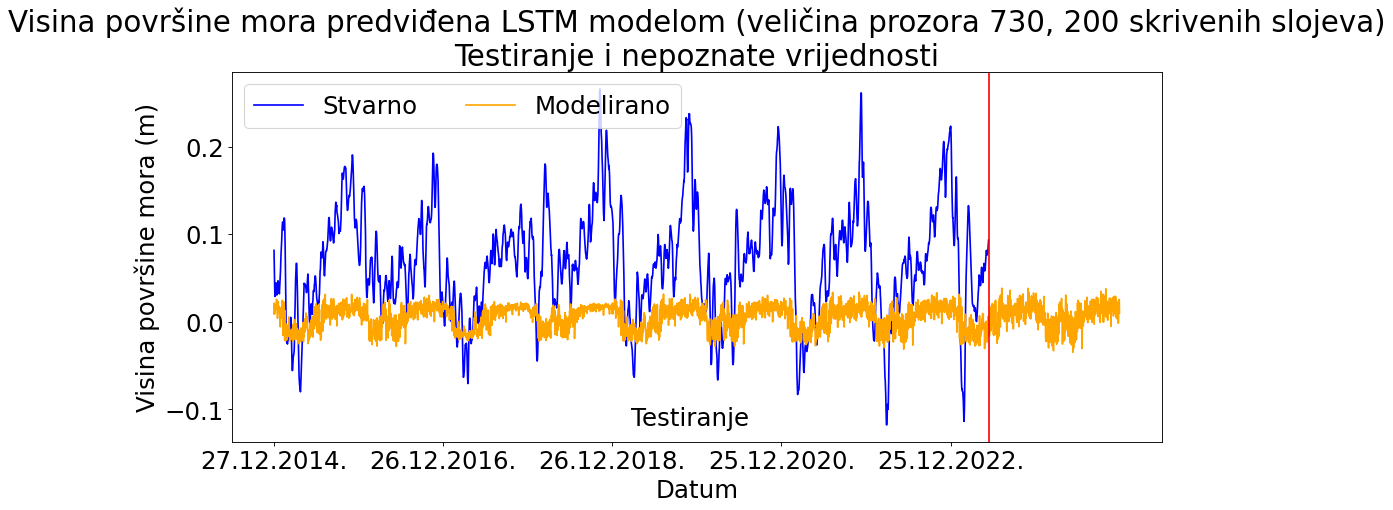 Visina površine mora predviđena LSTM modelom (veličina prozora 730, 200 skrivenih slojeva)
Testiranje i nepoznate vrijednosti
Stvarno Modelirano
Visina površine mora (m)
0.2
0.1
0.0
−0.1
Testiranje
27.12.2014. 26.12.2016. 26.12.2018. 25.12.2020. 25.12.2022.
Datum